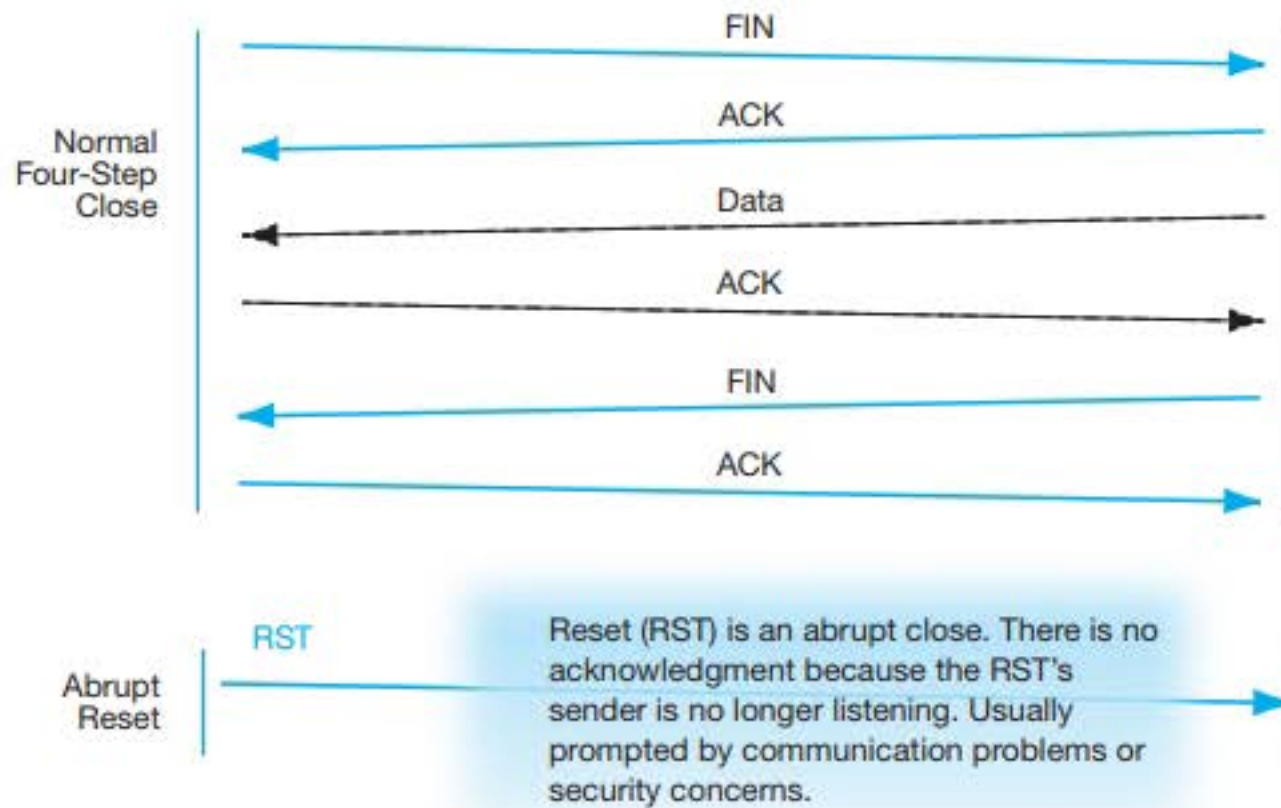 FIN
ACK
Normal
Four-Step
Close
Data
ACK
FIN
ACK
RST
Abrupt
Reset
Reset (RST) is an abrupt close. There is no
acknowledgment because the RST's
sender is no longer listening. Usually
prompted by communication problems or
security concerns.